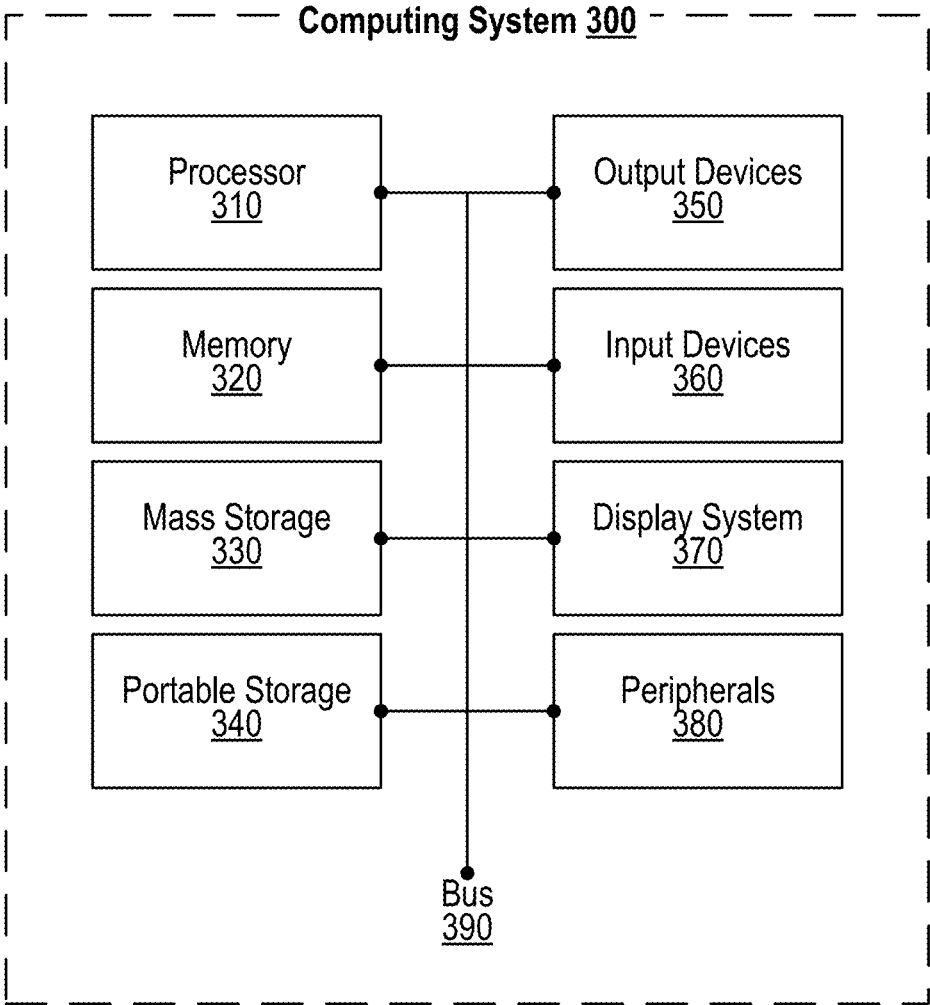 Computing System 300
Processor
310
Output Devices
350
Memory
320
Input Devices
360
Mass Storage
330
Display System
370
Portable Storage
340
Peripherals
380
Bus
390